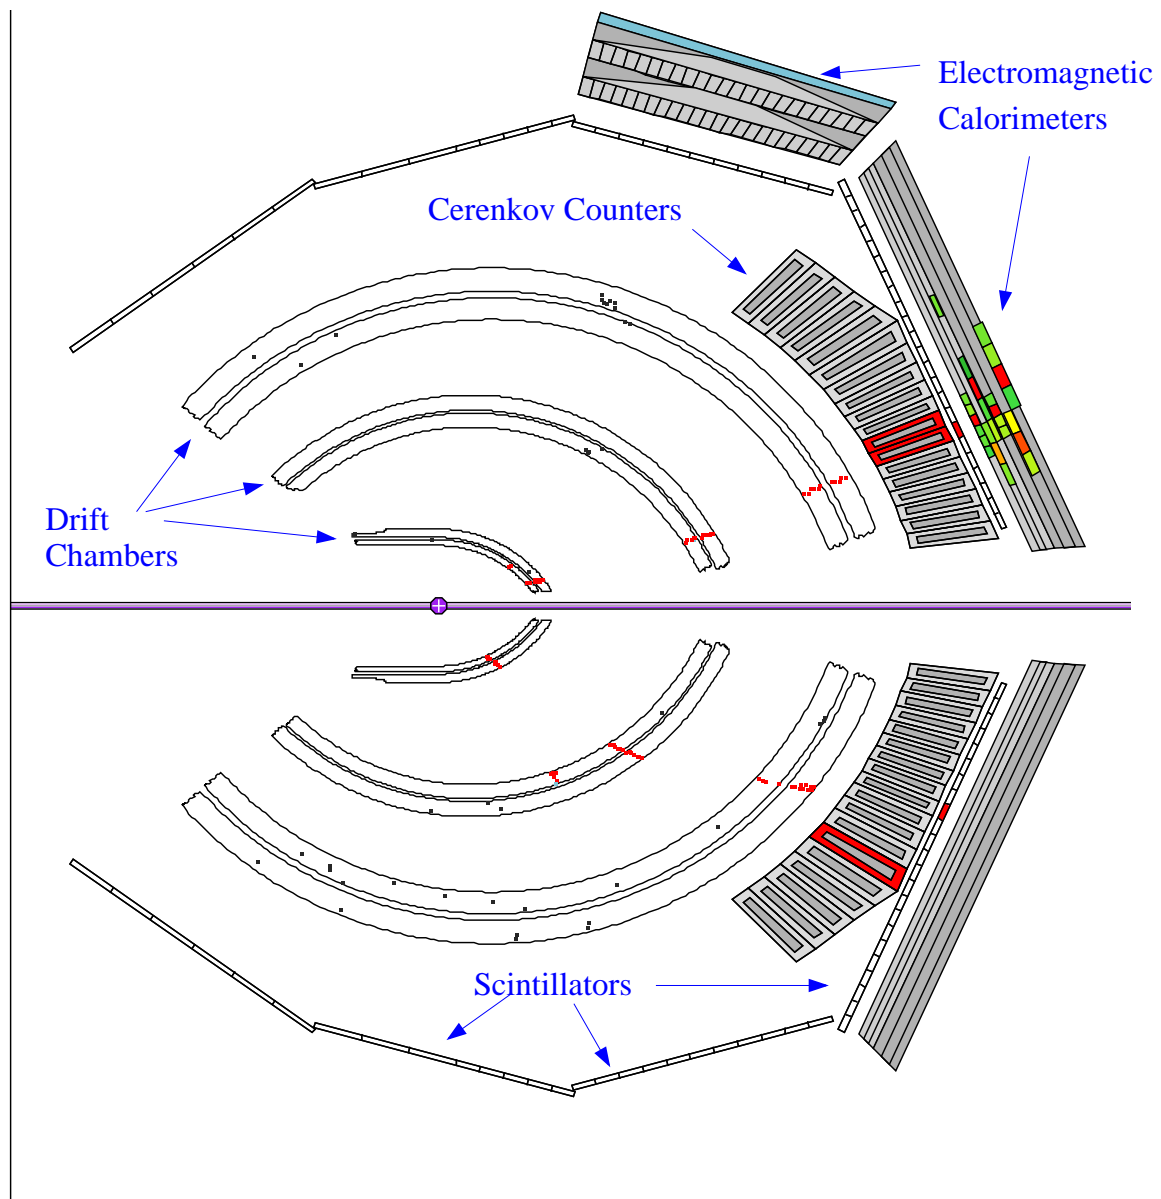 Electromagnetic
Calorimeters
Cerenkov Counters
Drift
Chambers
Scintillators